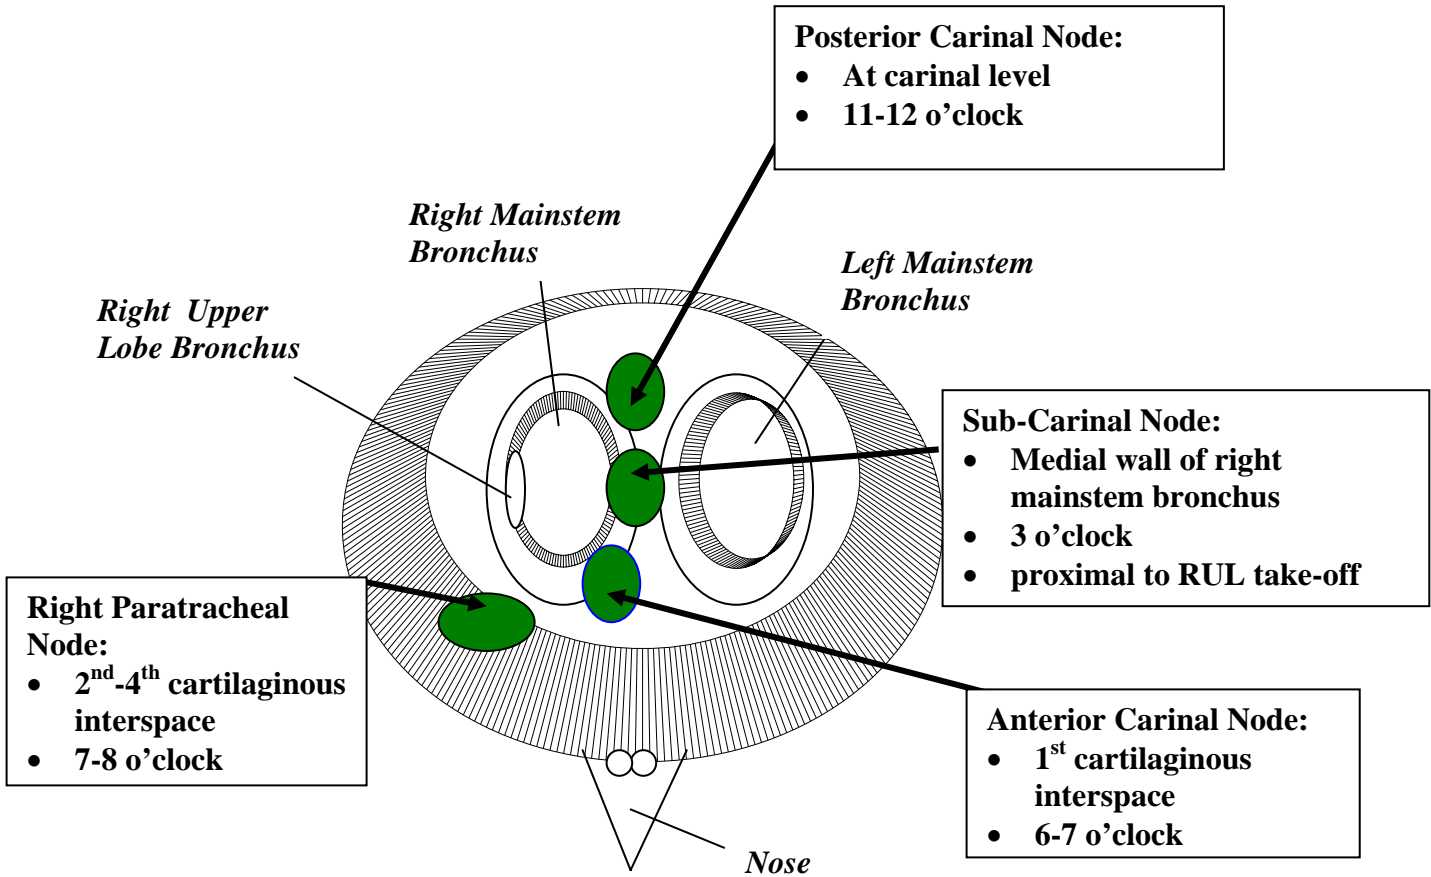 Posterior Carinal Node:
• At carinal level
• 11-12 o’clock
Right Mainstem
Bronchus
Left Mainstem
Bronchus
Right Upper
Lobe Bronchus
Sub-Carinal Node:
• Medial wall of right
mainstem bronchus
• 3 o’clock
• proximal to RUL take-off
Right Paratracheal
Node:
• 2nd-4th cartilaginous
interspace
• 7-8 o’clock
Anterior Carinal Node:
• 1st cartilaginous
interspace
• 6-7 o’clock
Nose